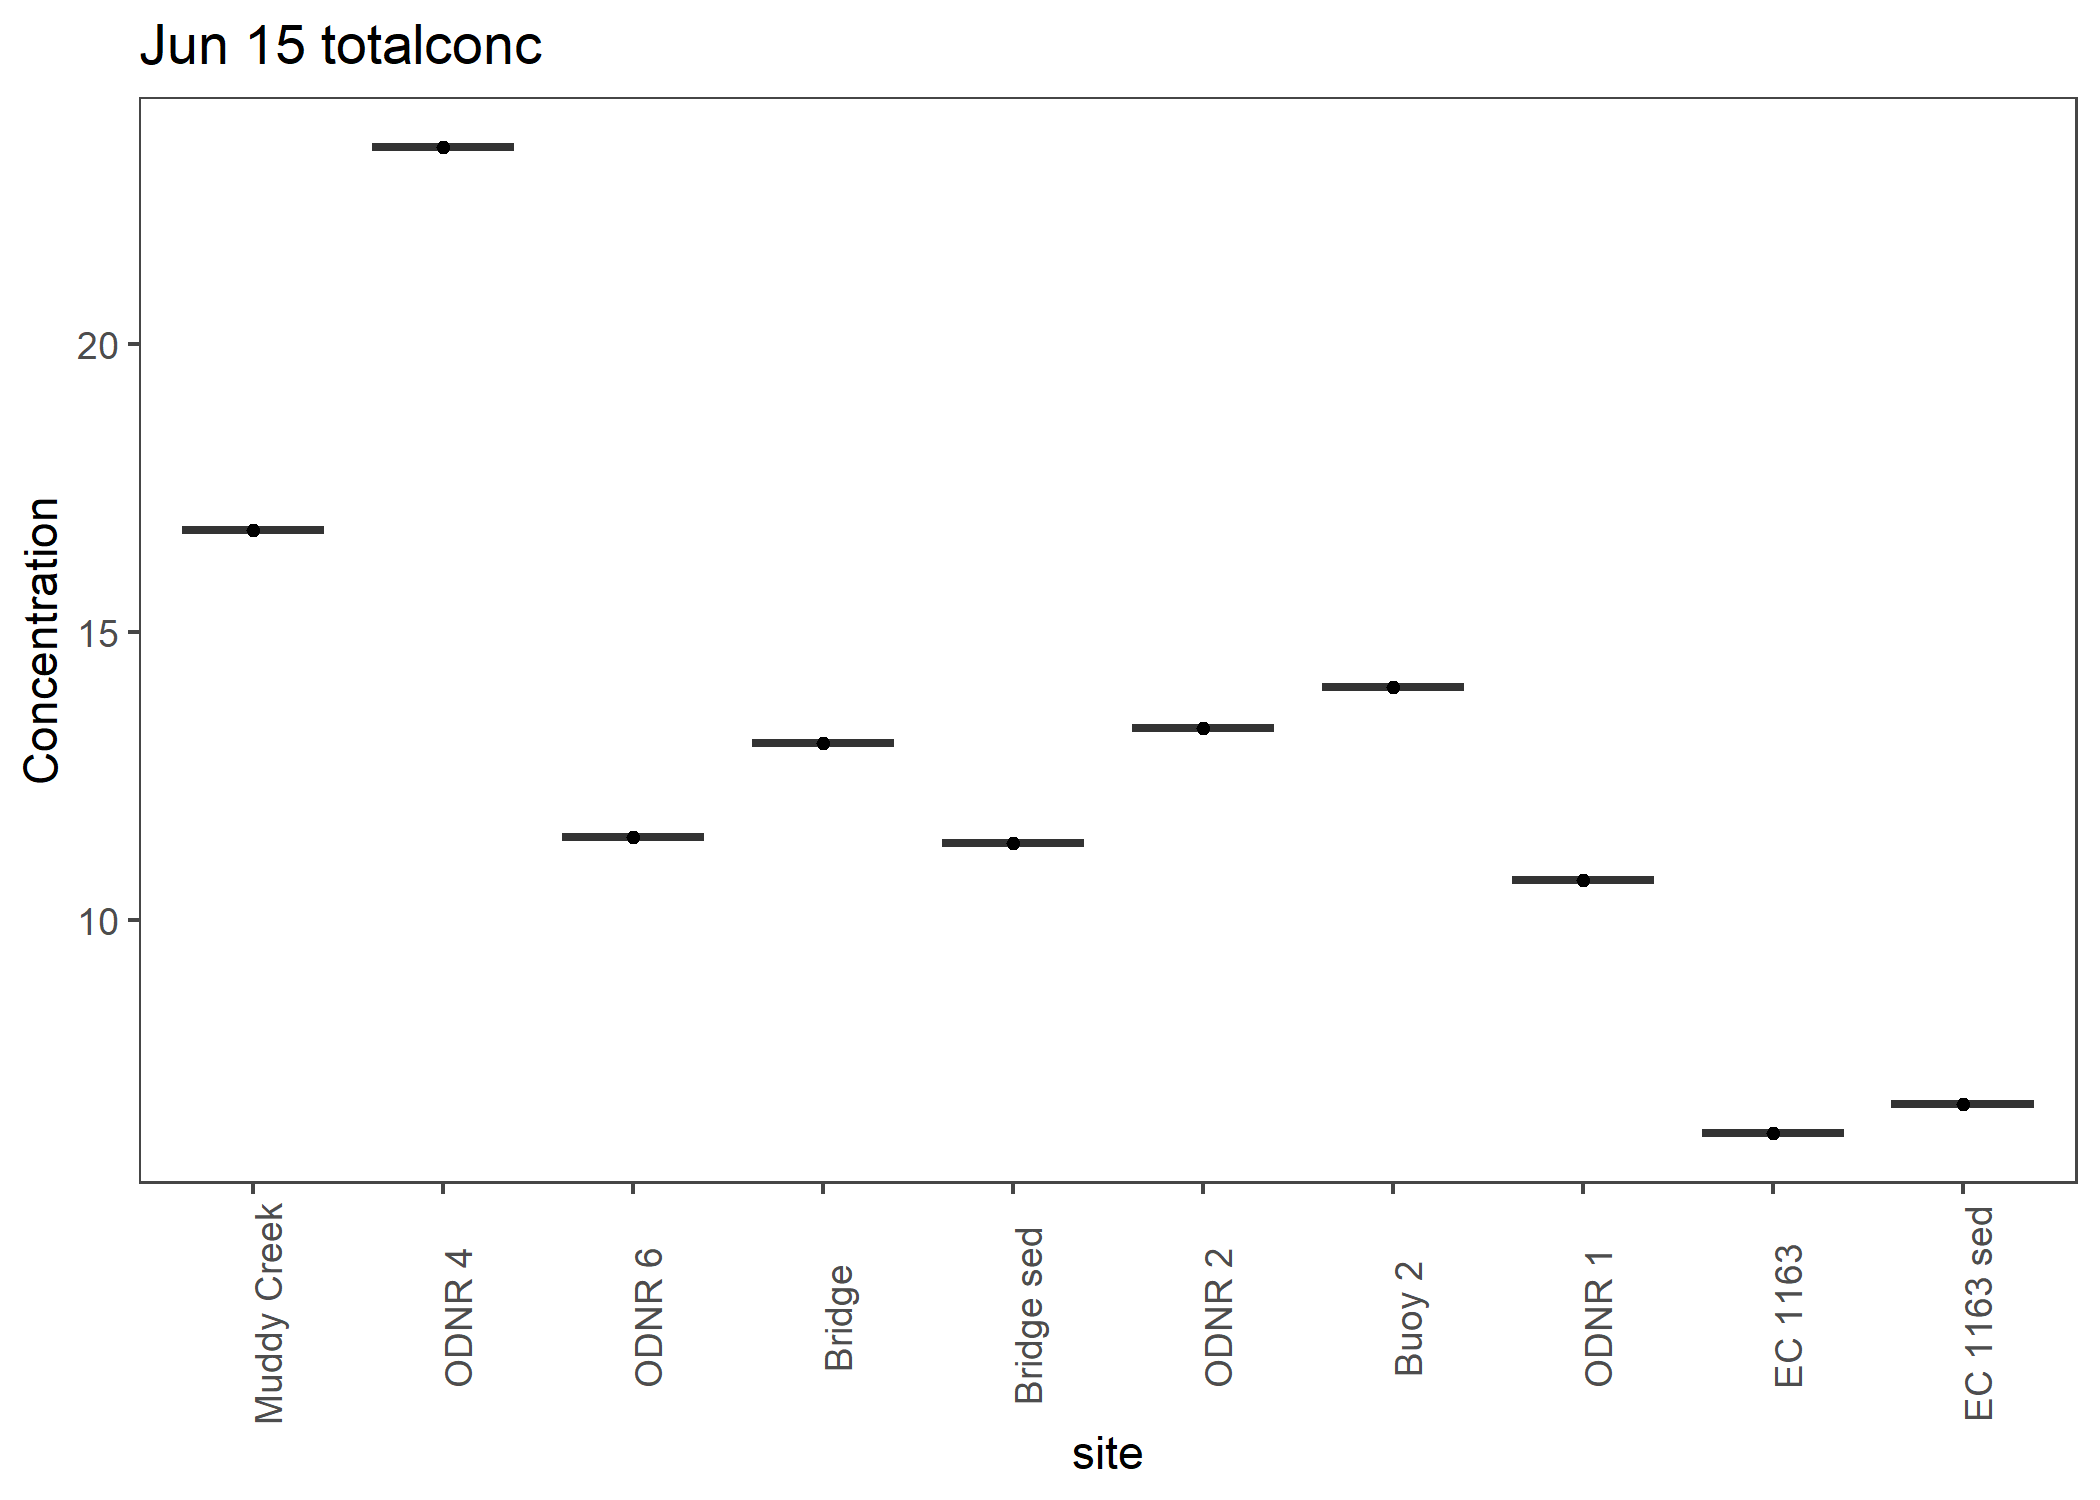 Jun 15 totalconc
Concentration
20
15
10
Muddy Creek
ODNR 4
ODNR 6
Bridge
Bridge sed
ODNR 2
Buoy 2
ODNR 1
EC 1163
EC 1163 sed
site